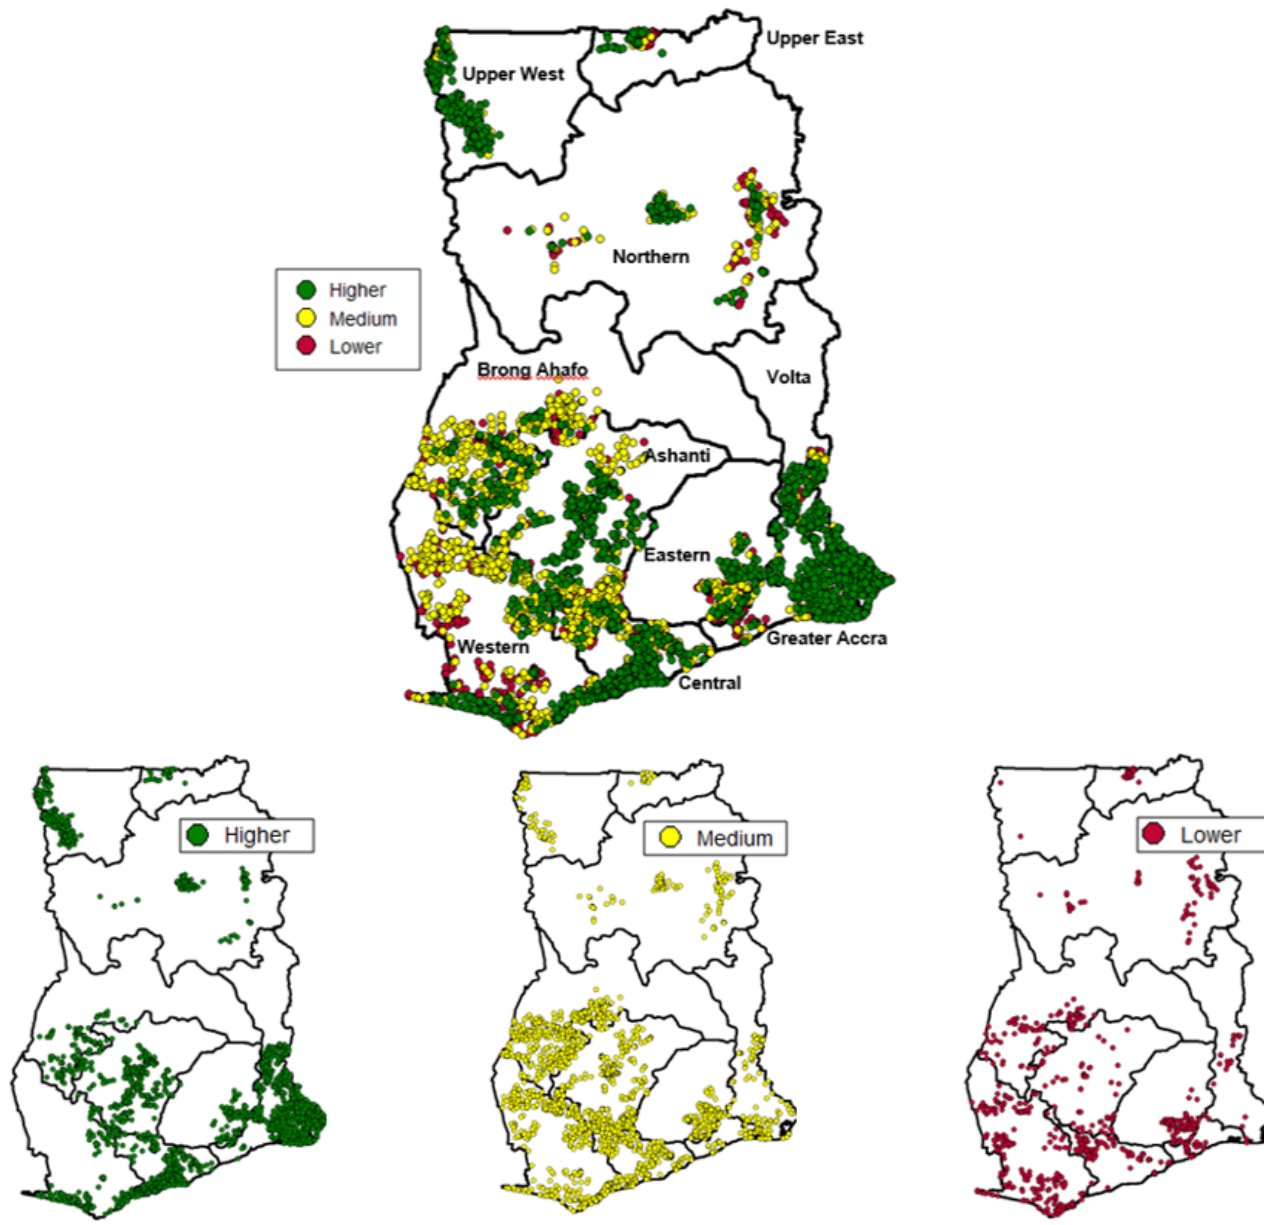 Upper East
Upper West
Northern
Higher
Medium
Lower
Brong Ahafo
Volta
Ashanti
Eastern
Greater Accra
Western
Central
Higher
Medium
Lower